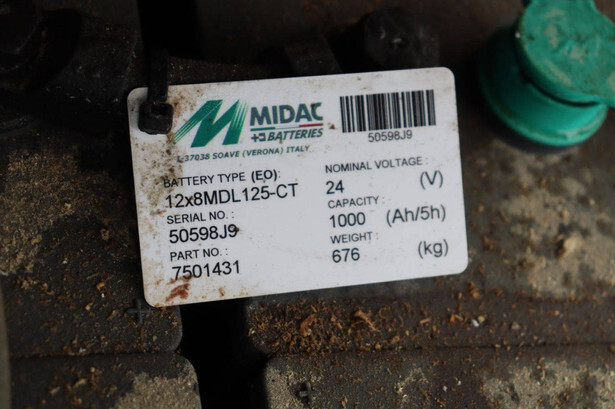 MIDAC
BATTERIES
I-37038 SOAVE (VERONA) ITALY
50598J9
BATTERY TYPE (EO):
12x8MDL125-CT
SERIAL NO.:
50598J9
PART NO.:
7501431
NOMINAL VOLTAGE :
24 (V)
CAPACITY :
1000 (Ah/5h)
WEIGHT :
676 (kg)